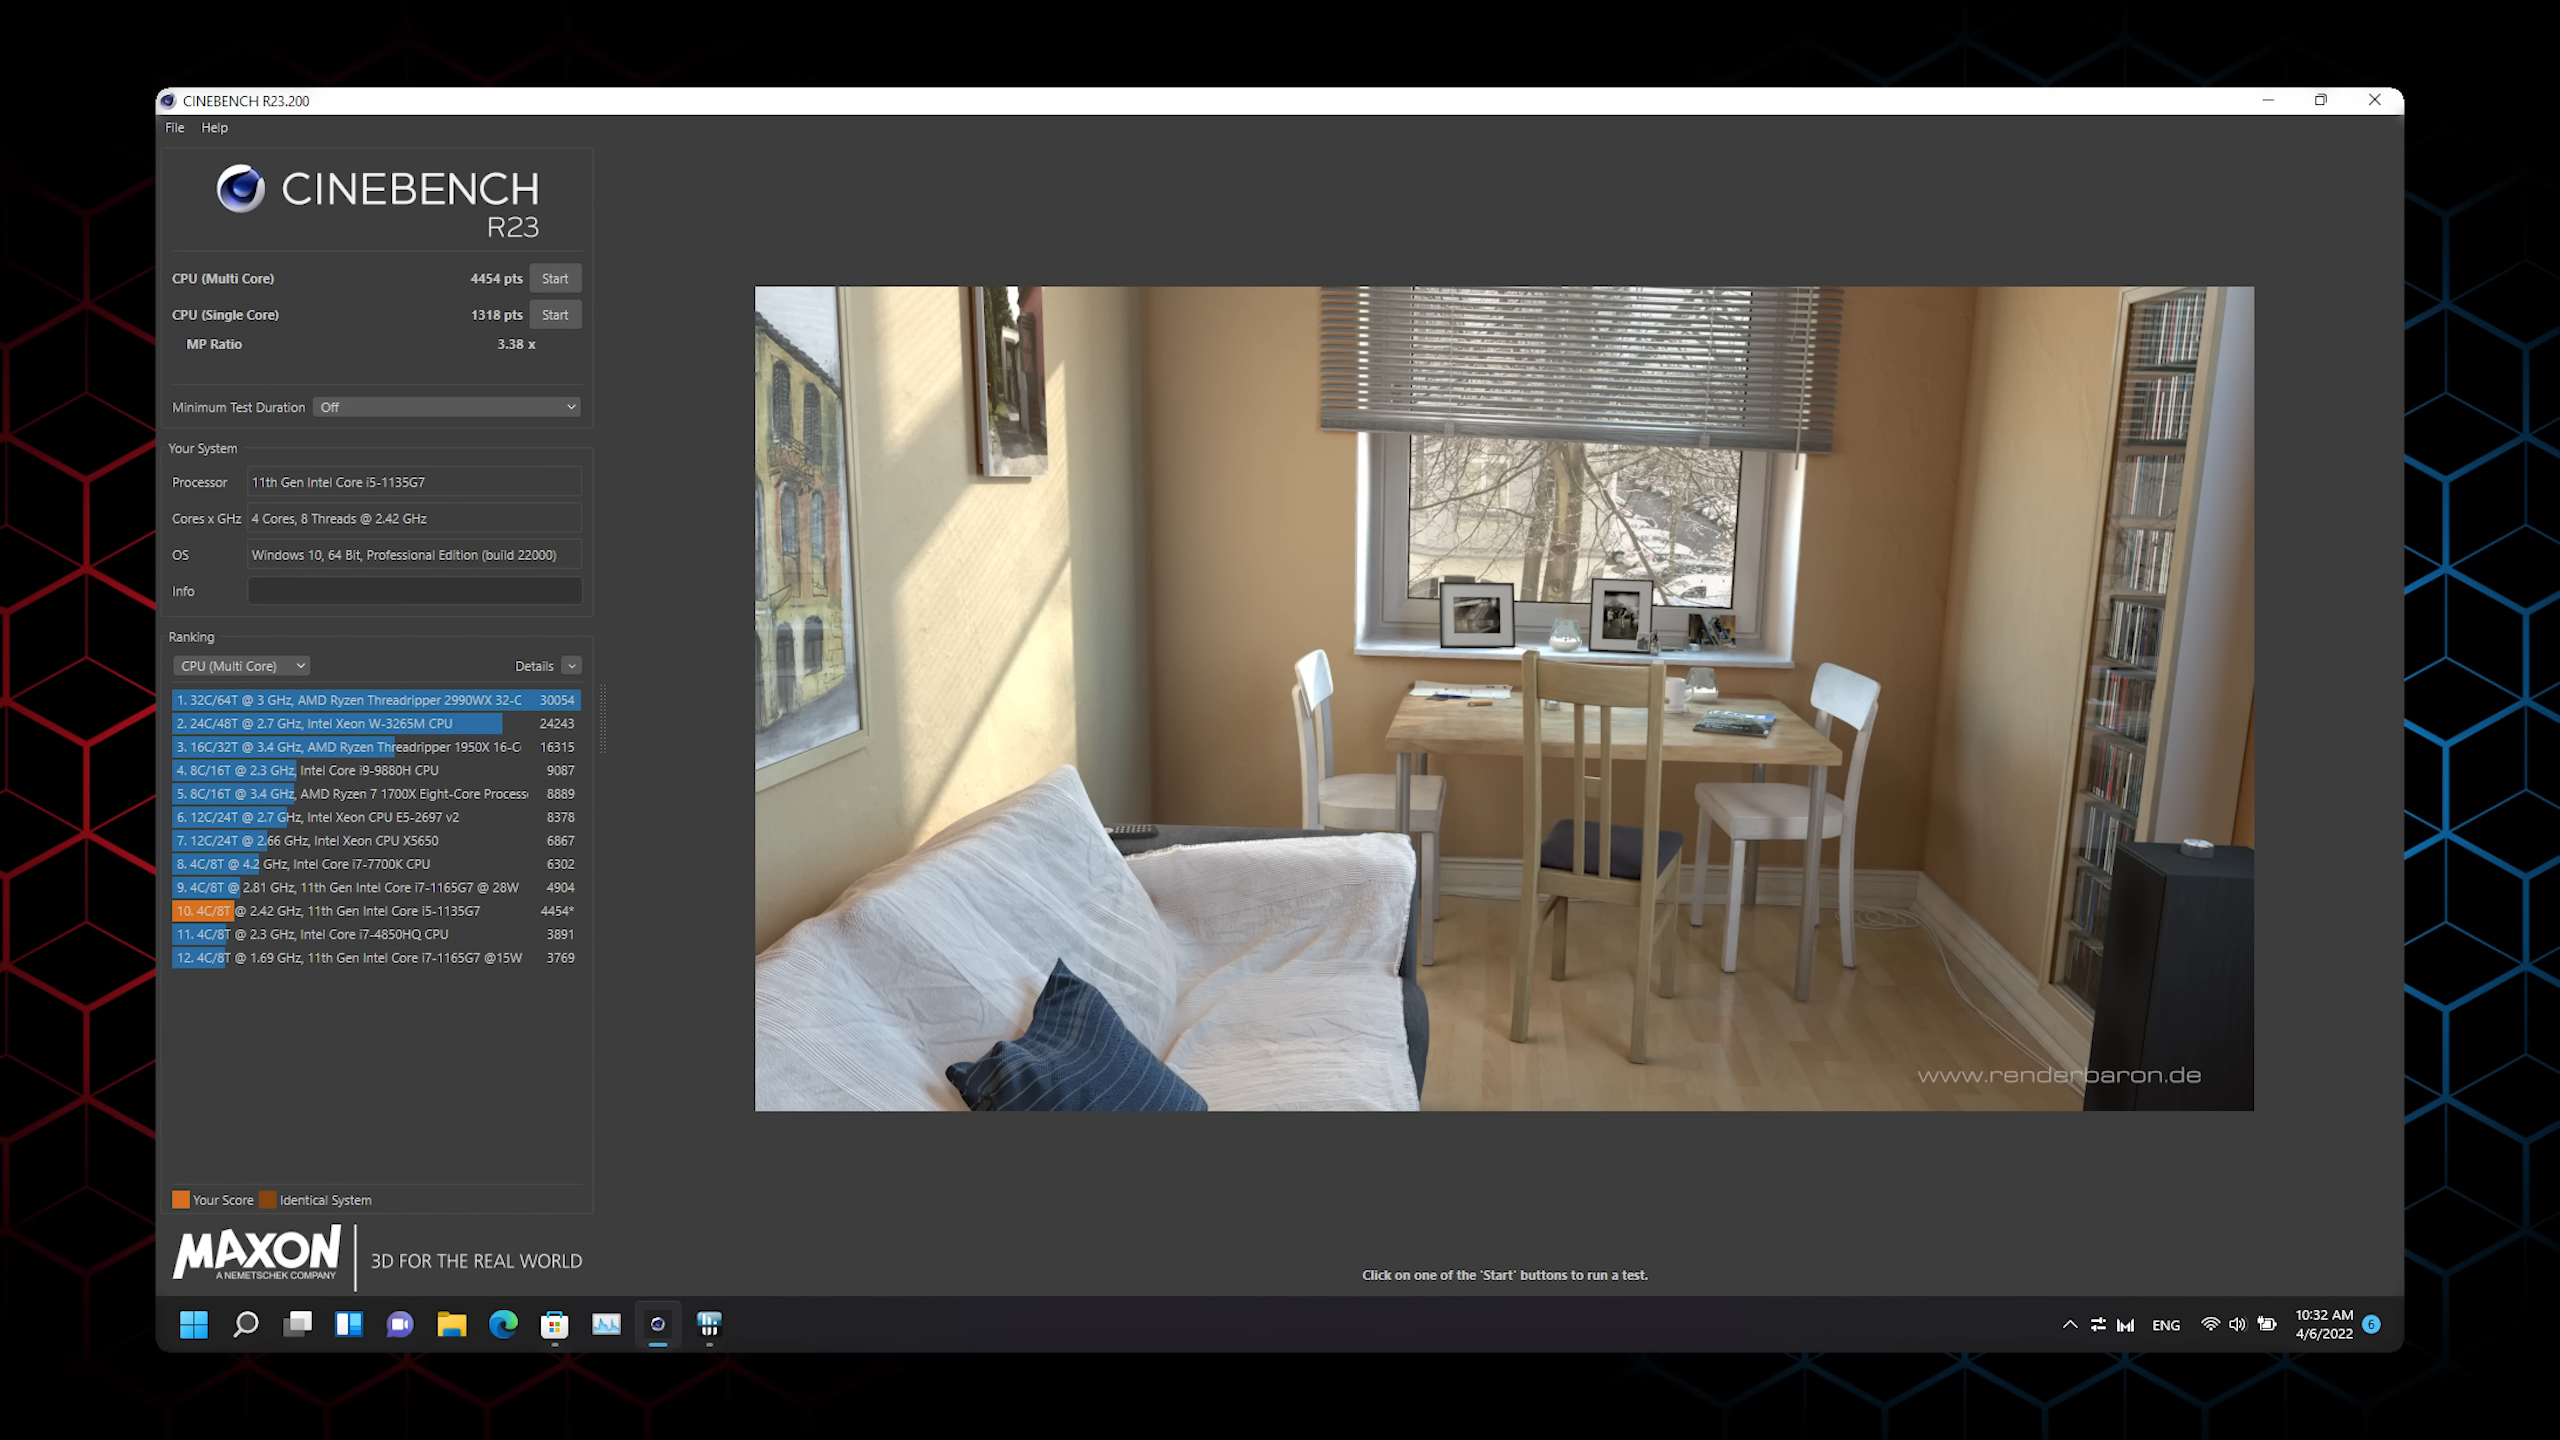 CINEBENCH R23.200
File Help
CINEBENCH
R23
CPU (Multi Core) 4454 pts Start
CPU (Single Core) 1318 pts Start
MP Ratio 3.38 x
Minimum Test Duration Off
Your System
Processor 11th Gen Intel Core i5-1135G7
Cores x GHz 4 Cores, 8 Threads @ 2.42 GHz
OS Windows 10, 64 Bit, Professional Edition (build 22000)
Info
Ranking
CPU (Multi Core) Details
1. 32C/64T @ 3 GHz, AMD Ryzen Threadripper 2990WX 32-C 30054
2. 24C/48T @ 2.7 GHz, Intel Xeon W-3265M CPU 24243
3. 16C/32T @ 3.4 GHz, AMD Ryzen Threadripper 1950X 16-C 16315
4. 8C/16T @ 2.3 GHz, Intel Core i9-9880H CPU 9087
5. 8C/16T @ 3.4 GHz, AMD Ryzen 7 1700X Eight-Core Process 8889
6. 12C/24T @ 2.7 GHz, Intel Xeon CPU E5-2697 v2 8378
7. 12C/24T @ 2.66 GHz, Intel Xeon CPU X5650 6867
8. 4C/8T @ 4.2 GHz, Intel Core i7-7700K CPU 6302
9. 4C/8T @ 2.81 GHz, 11th Gen Intel Core i7-1165G7 @ 28W 4904
10. 4C/8T @ 2.42 GHz, 11th Gen Intel Core i5-1135G7 4454*
11. 4C/8T @ 2.3 GHz, Intel Core i7-4850HQ CPU 3891
12. 4C/8T @ 1.69 GHz, 11th Gen Intel Core i7-1165G7 @15W 3769
Your Score Identical System
MAXON
A NEMETSCHEK COMPANY
3D FOR THE REAL WORLD
www.renderbaron.de
Click on one of the 'Start' buttons to run a test.
ENG
10:32 AM
4/6/2022
6